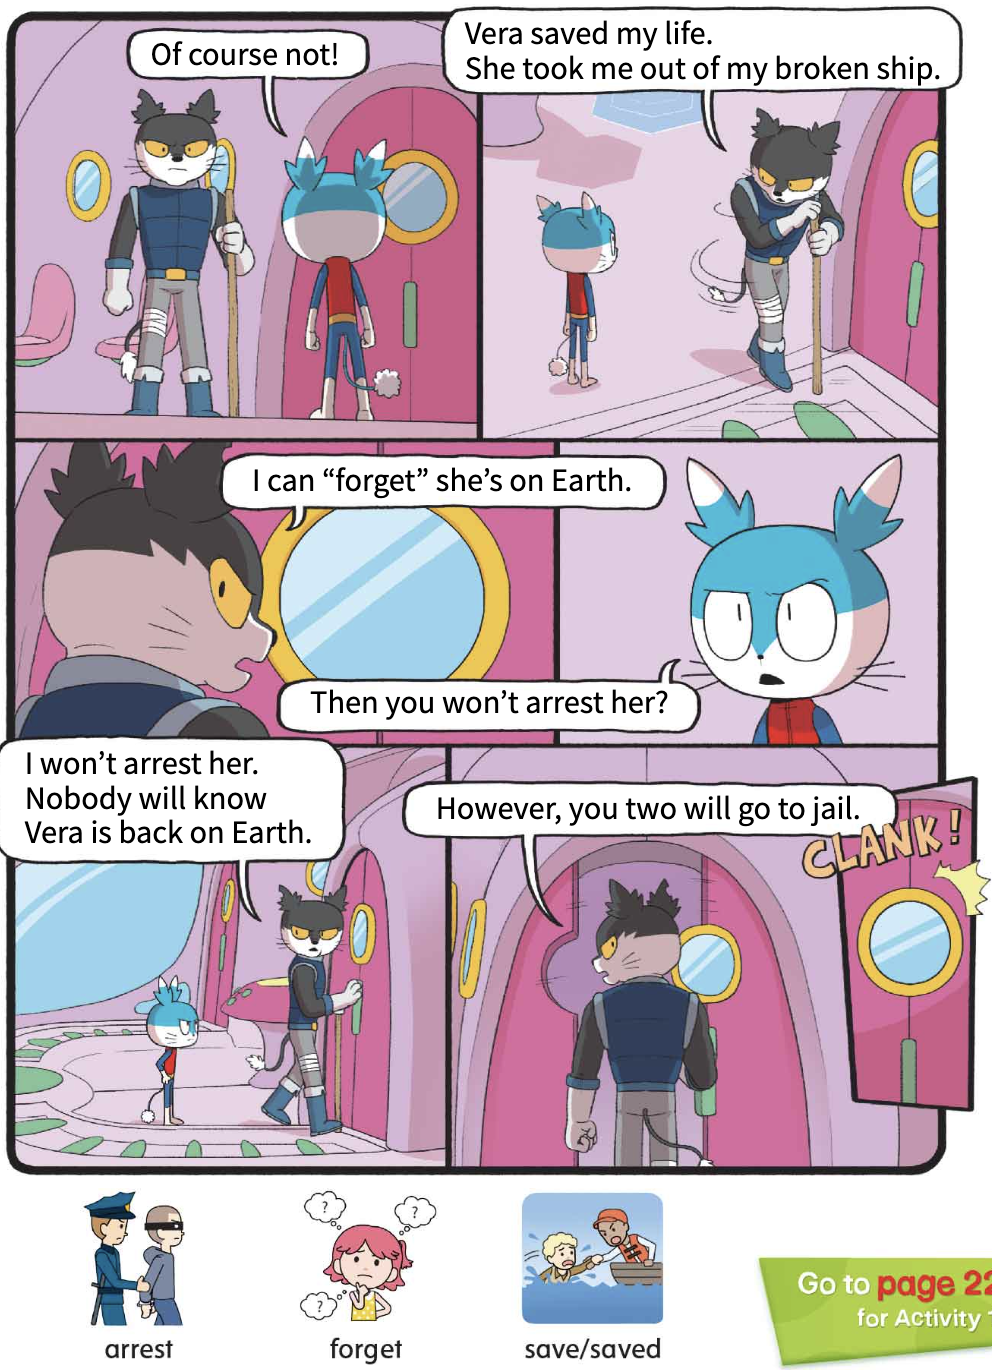 Of course not!
Vera saved my life.
She took me out of my broken ship.
I can “forget” she’s on Earth.
Then you won’t arrest her?
I won’t arrest her.
Nobody will know
Vera is back on Earth.
However, you two will go to jail.
CLANK!
?
?
?
arrest
forget
save/saved
Go to page 22
for Activity